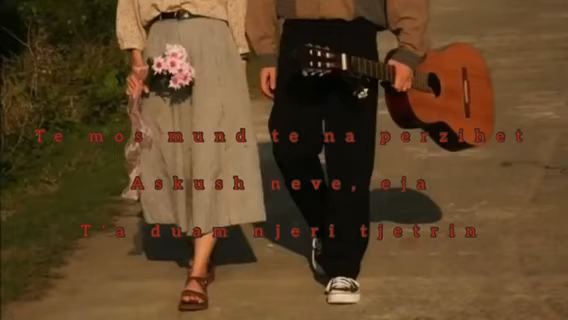 Te mos mund te na perzihet
Askush neve, eja
T'a duam njeri tjetrin